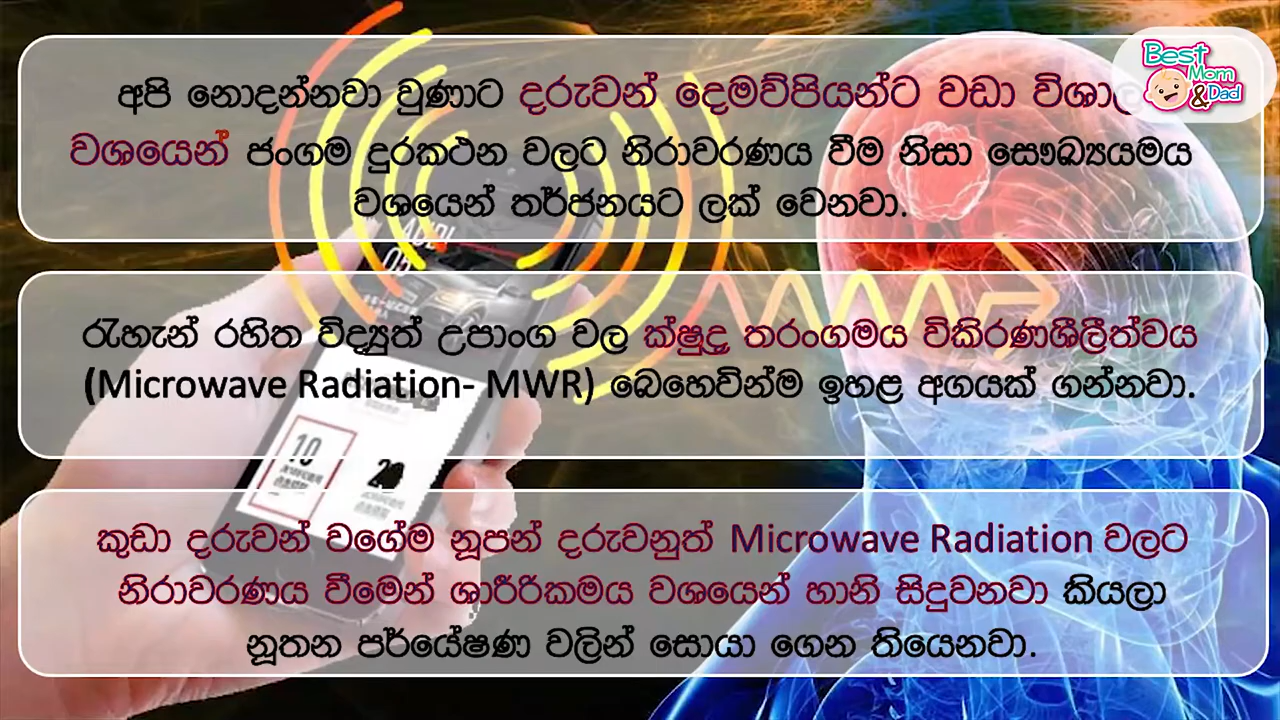 Best
Mom
& Dad
අපි නොදන්නවා වුණාට දරුවන් දෙමව්පියන්ට වඩා විශාල
වශයෙන් ජංගම දුරකථන වලට නිරාවරණය වීම නිසා සෞඛ්‍යයමය
වශයෙන් තර්ජනයට ලක් වෙනවා.
රැහැන් රහිත විද්‍යුත් උපාංග වල ක්ෂුද්‍ර තරංගමය විකිරණශීලීත්වය
(Microwave Radiation- MWR) බෙහෙවින්ම ඉහළ අගයක් ගන්නවා.
10
20
කුඩා දරුවන් වගේම නූපන් දරුවනුත් Microwave Radiation වලට
නිරාවරණය වීමෙන් ශාරීරිකමය වශයෙන් හානි සිදුවනවා කියලා
නූතන පර්යේෂණ වලින් සොයා ගෙන තියෙනවා.